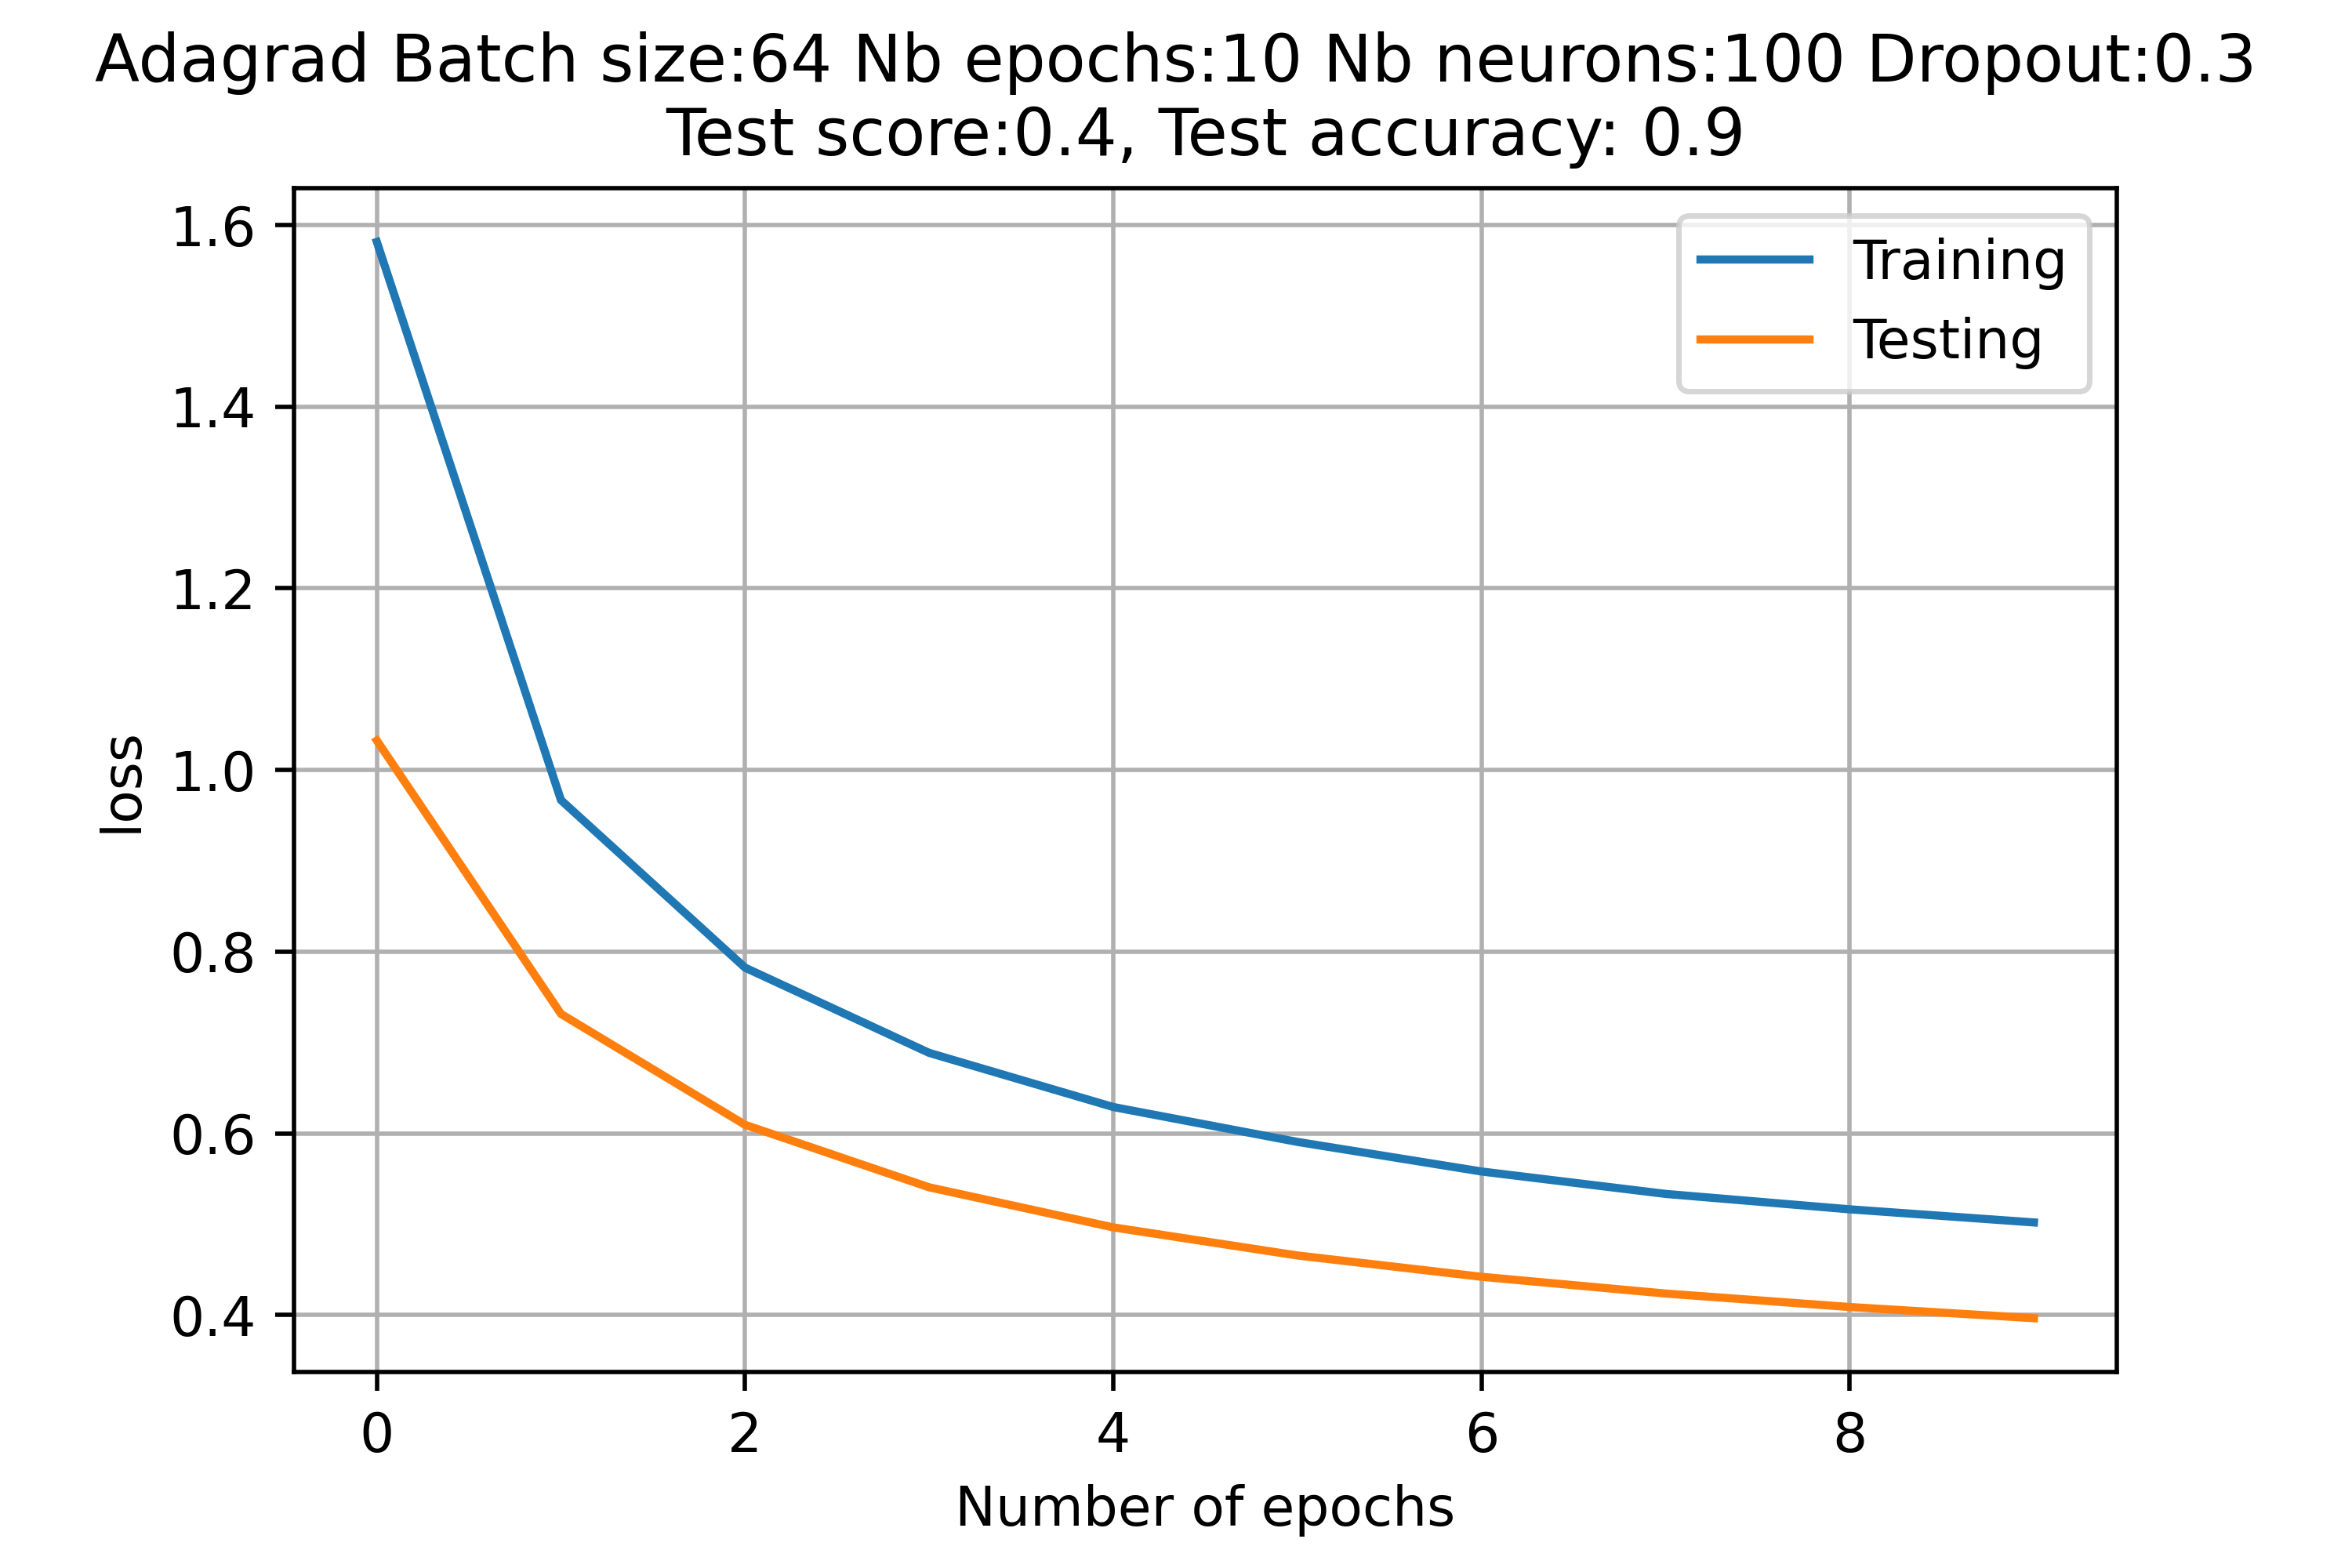 Adagrad Batch size:64 Nb epochs:10 Nb neurons:100 Dropout:0.3
Test score:0.4, Test accuracy: 0.9
Training
Testing
1.6
1.4
1.2
1.0
0.8
0.6
0.4
loss
0 2 4 6 8
Number of epochs